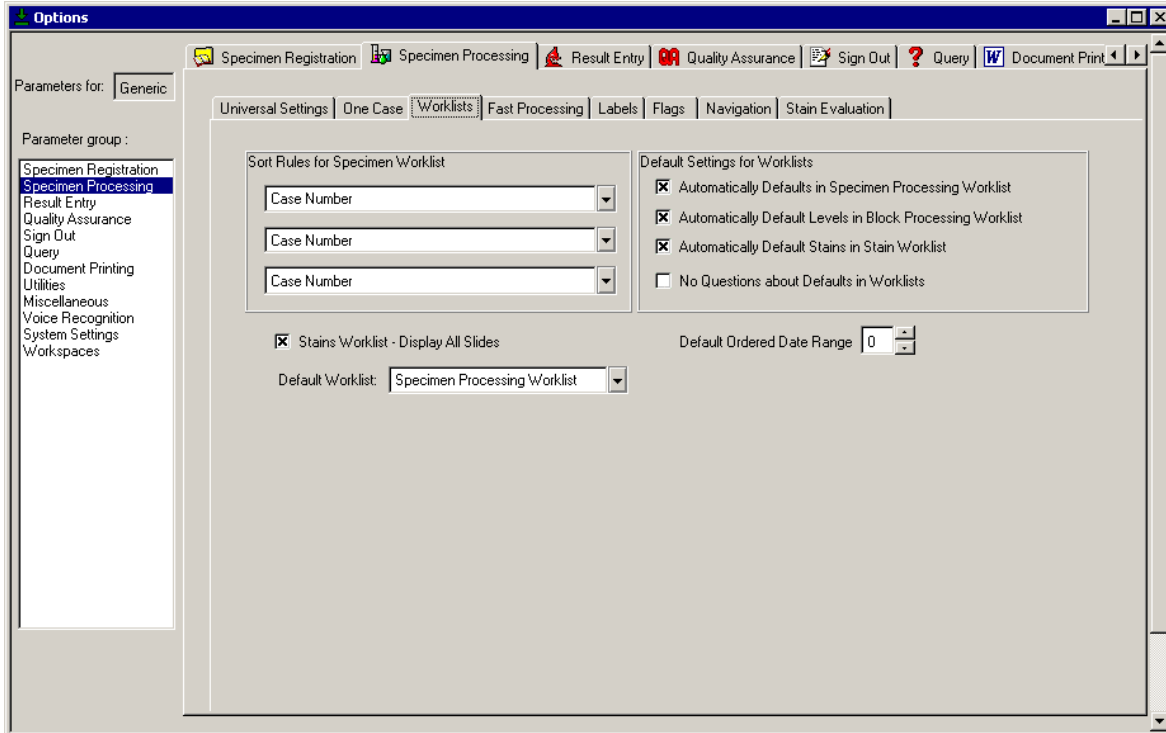 Options
Specimen Registration
Specimen Processing
Result Entry
QA Quality Assurance
Sign Out
? Query
W Document Print
Parameters for: Generic
Universal Settings
One Case
Worklists
Fast Processing
Labels
Flags
Navigation
Stain Evaluation
Parameter group :
Specimen Registration
Specimen Processing
Result Entry
Quality Assurance
Sign Out
Query
Document Printing
Utilities
Miscellaneous
Voice Recognition
System Settings
Workspaces
Sort Rules for Specimen Worklist
Case Number
Case Number
Case Number
Default Settings for Worklists
Automatically Defaults in Specimen Processing Worklist
Automatically Default Levels in Block Processing Worklist
Automatically Default Stains in Stain Worklist
No Questions about Defaults in Worklists
Stains Worklist - Display All Slides
Default Ordered Date Range 0
Default Worklist: Specimen Processing Worklist